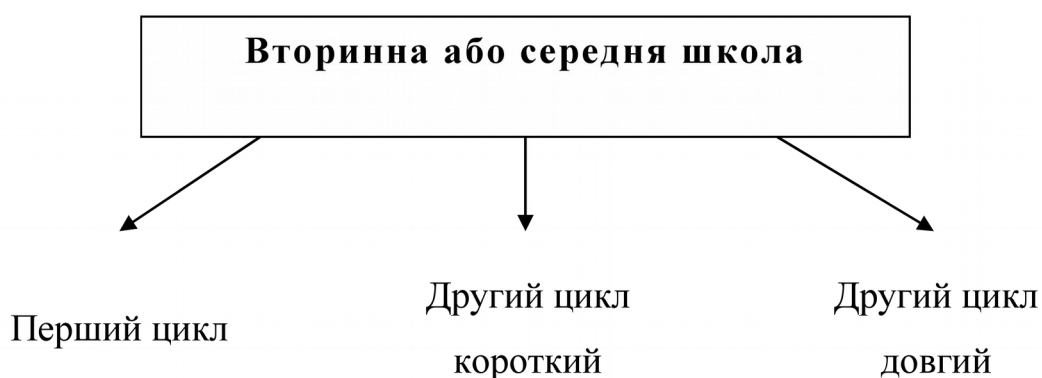 Вторинна або середня школа
Перший цикл
Другий цикл
короткий
Другий цикл
довгий